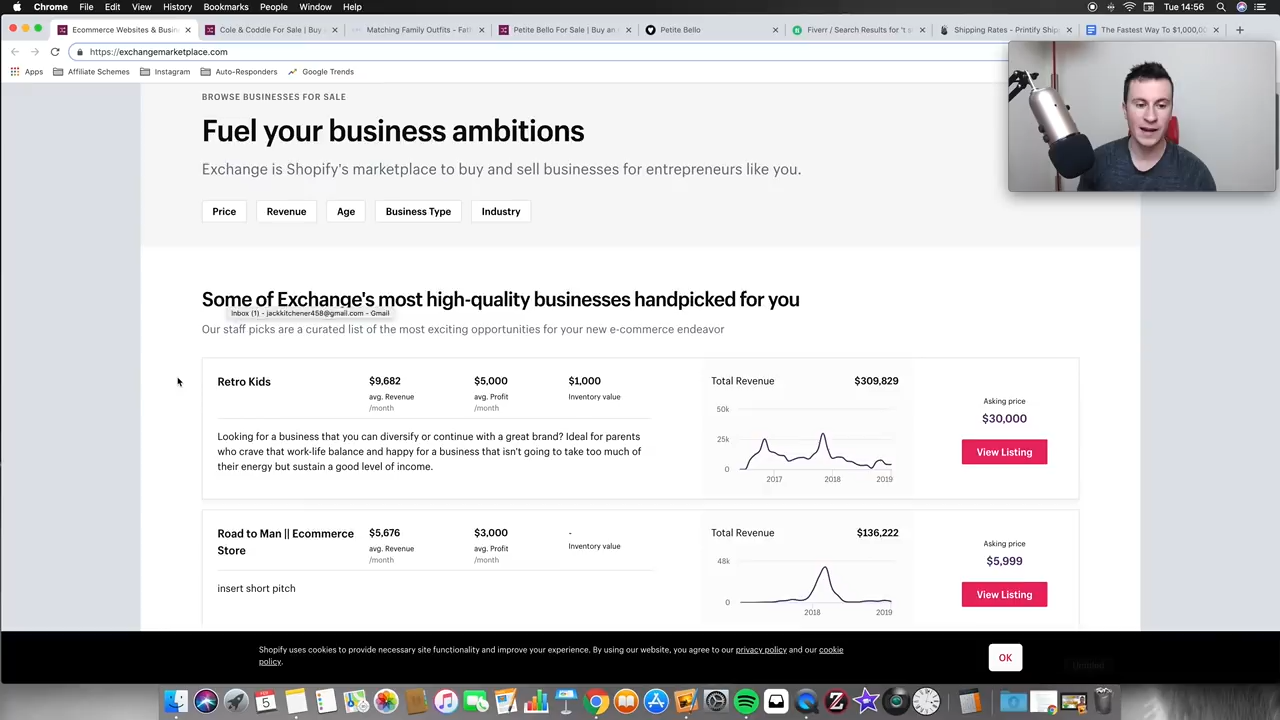 Chrome File Edit View History Bookmarks People Window Help
Tue 14:56
Ecommerce Websites & Busin
Cole & Coddle For Sale | Buy
Matching Family Outfits – Fat
Petite Bello For Sale | Buy an
Petite Bello
Fiverr / Search Results for 't s
Shipping Rates - Printify Ship
The Fastest Way To $1,000,0
https://exchangemarketplace.com
Apps Affiliate Schemes Instagram Auto-Responders Google Trends
BROWSE BUSINESSES FOR SALE
Fuel your business ambitions
Exchange is Shopify's marketplace to buy and sell businesses for entrepreneurs like you.
Price Revenue Age Business Type Industry
Some of Exchange's most high-quality businesses handpicked for you
Inbox (1) - jackkitchener458@gmail.com - Gmail
Our staff picks are a curated list of the most exciting opportunities for your new e-commerce endeavor
Retro Kids
$9,682
avg. Revenue
/month
$5,000
avg. Profit
/month
$1,000
Inventory value
Looking for a business that you can diversify or continue with a great brand? Ideal for parents
who crave that work-life balance and happy for a business that isn't going to take too much of
their energy but sustain a good level of income.
Total Revenue $309,829
50k
25k
0
2017 2018 2019
Asking price
$30,000
View Listing
Road to Man || Ecommerce
Store
$5,676
avg. Revenue
/month
$3,000
avg. Profit
/month
-
Inventory value
insert short pitch
Total Revenue $136,222
48k
0
2018 2019
Asking price
$5,999
View Listing
Shopify uses cookies to provide necessary site functionality and improve your experience. By using our website, you agree to our privacy policy and our cookie
policy.
OK
Untitled
5